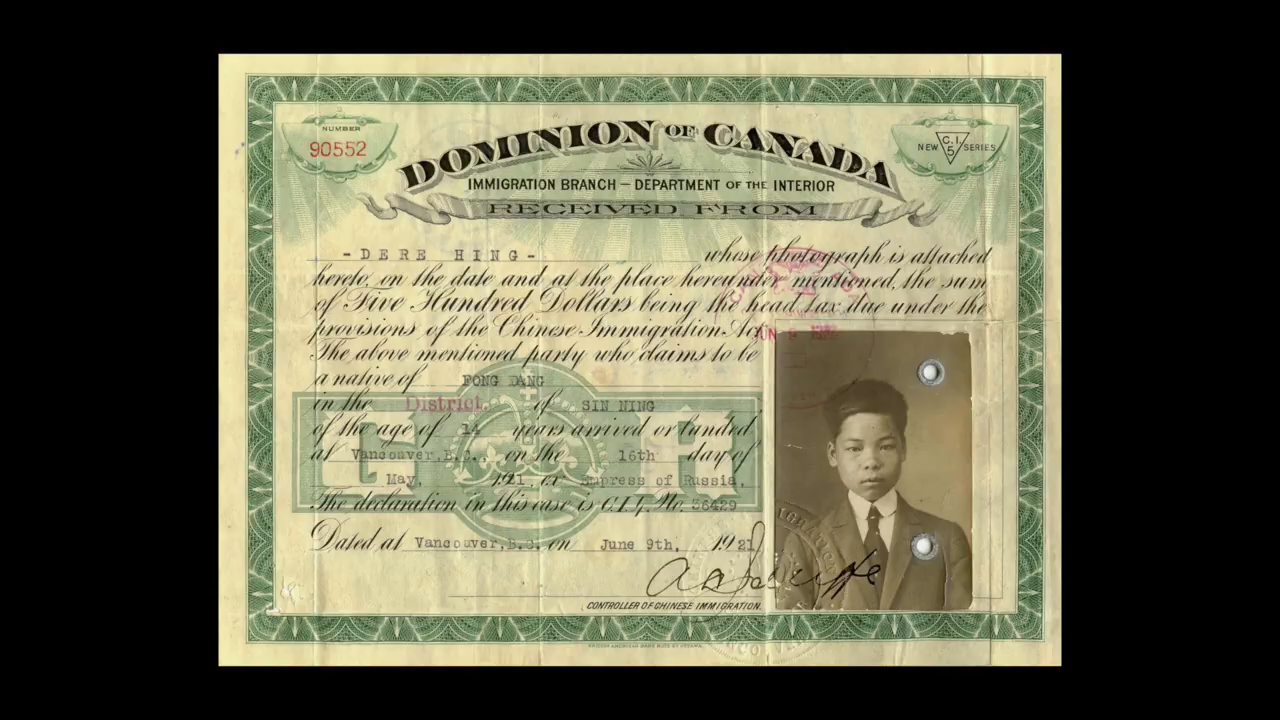 NUMBER
90552
DOMINION OF CANADA
NEW C.I. 5 SERIES
IMMIGRATION BRANCH — DEPARTMENT OF THE INTERIOR
RECEIVED FROM
-DERE HING- whose photograph is attached
hereto, on the date and at the place hereunder mentioned, the sum
of Five Hundred Dollars being the head tax due under the
provisions of the Chinese Immigration Act
The above mentioned party who claims to be
a native of FONG DANG
in the District. of SIN NING
of the age of 14 years arrived or landed
at Vancouver, B.C., on the 16th day of
May, 1921, ex Empress of Russia,
The declaration in this case is C.I.4. No. 36429
G R
Dated at Vancouver, B.C. on June 9th, 1921
CONTROLLER OF CHINESE IMMIGRATION.